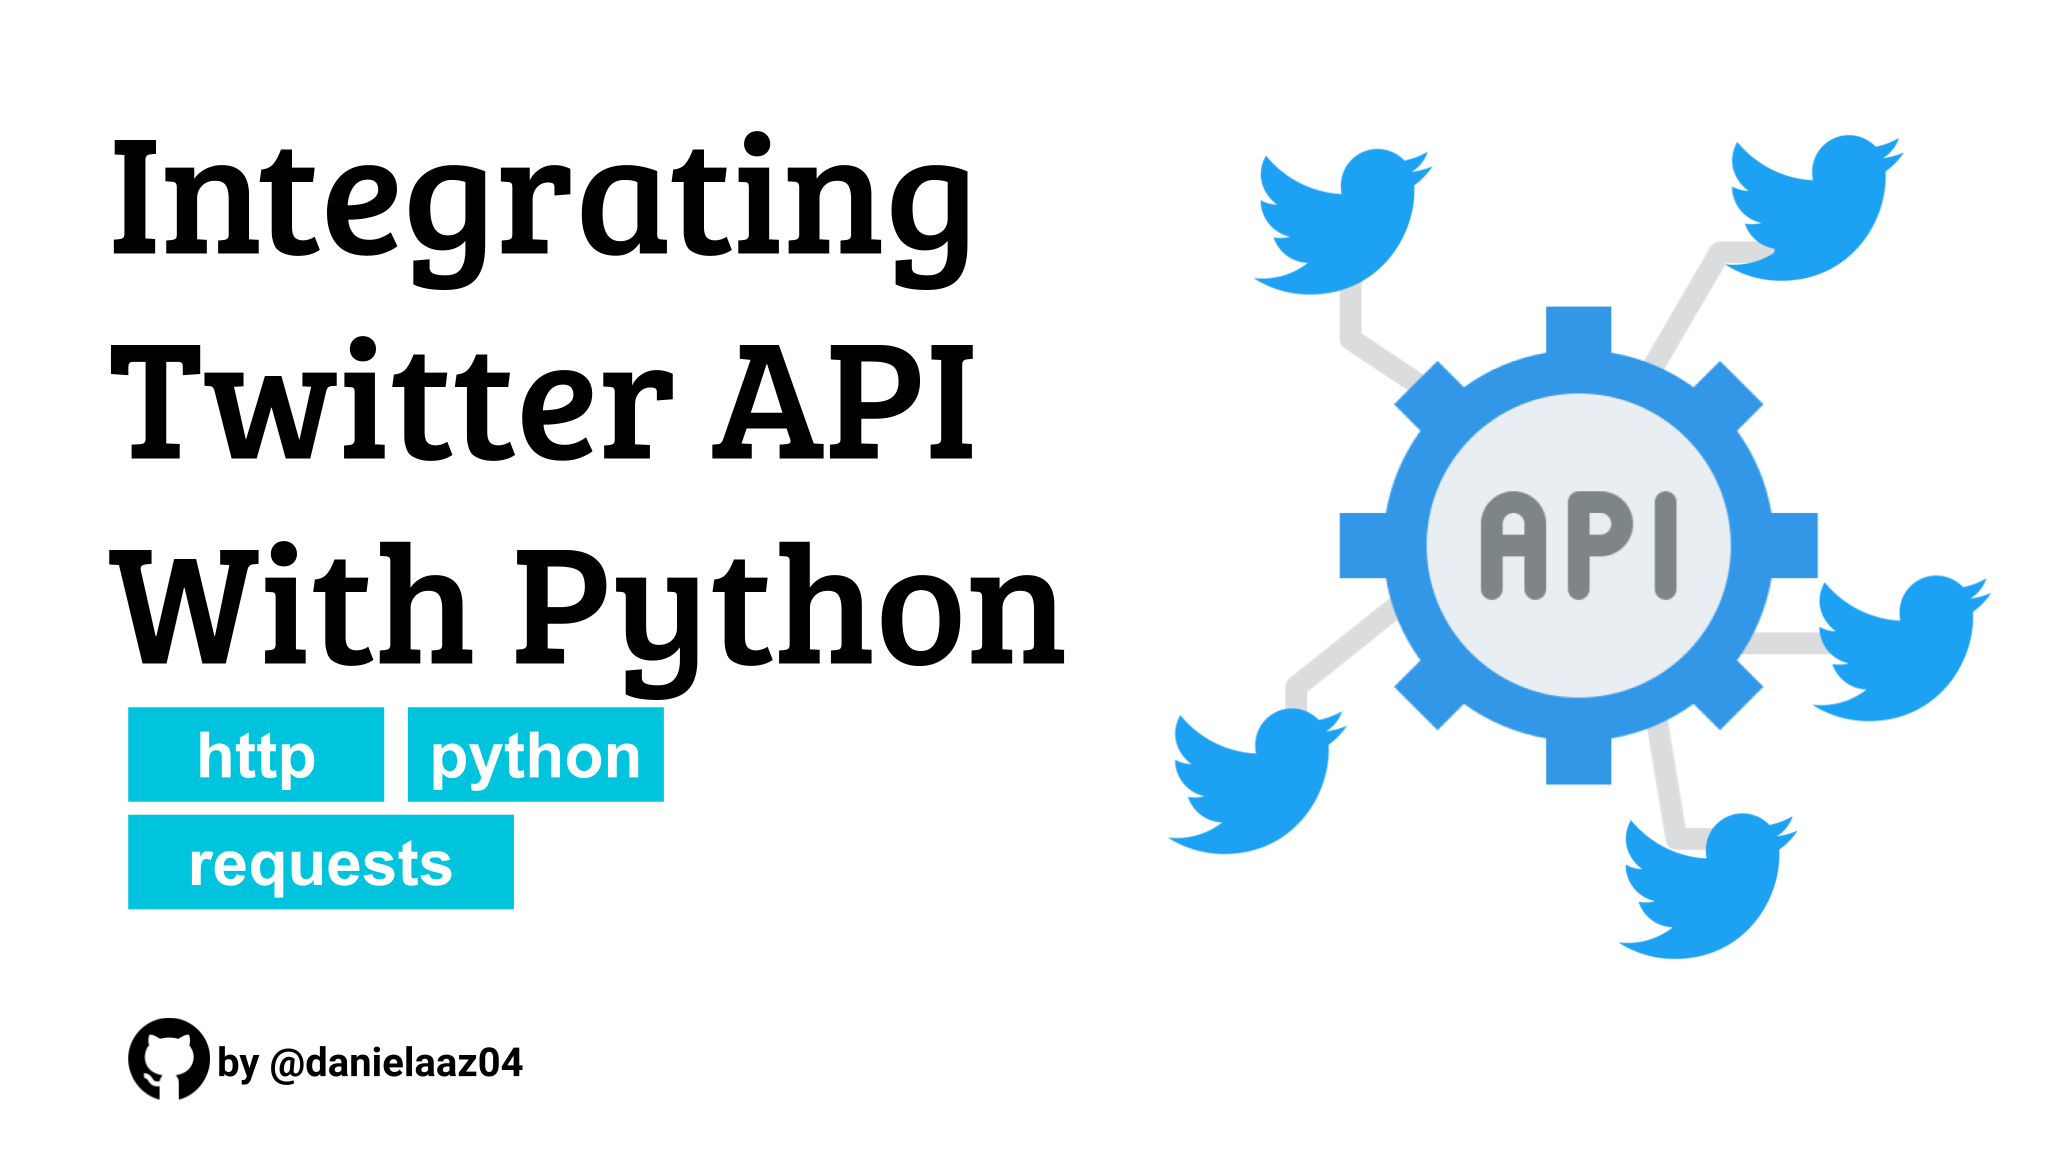 Integrating
Twitter API
With Python
http python
requests
by @danielaaz04
API